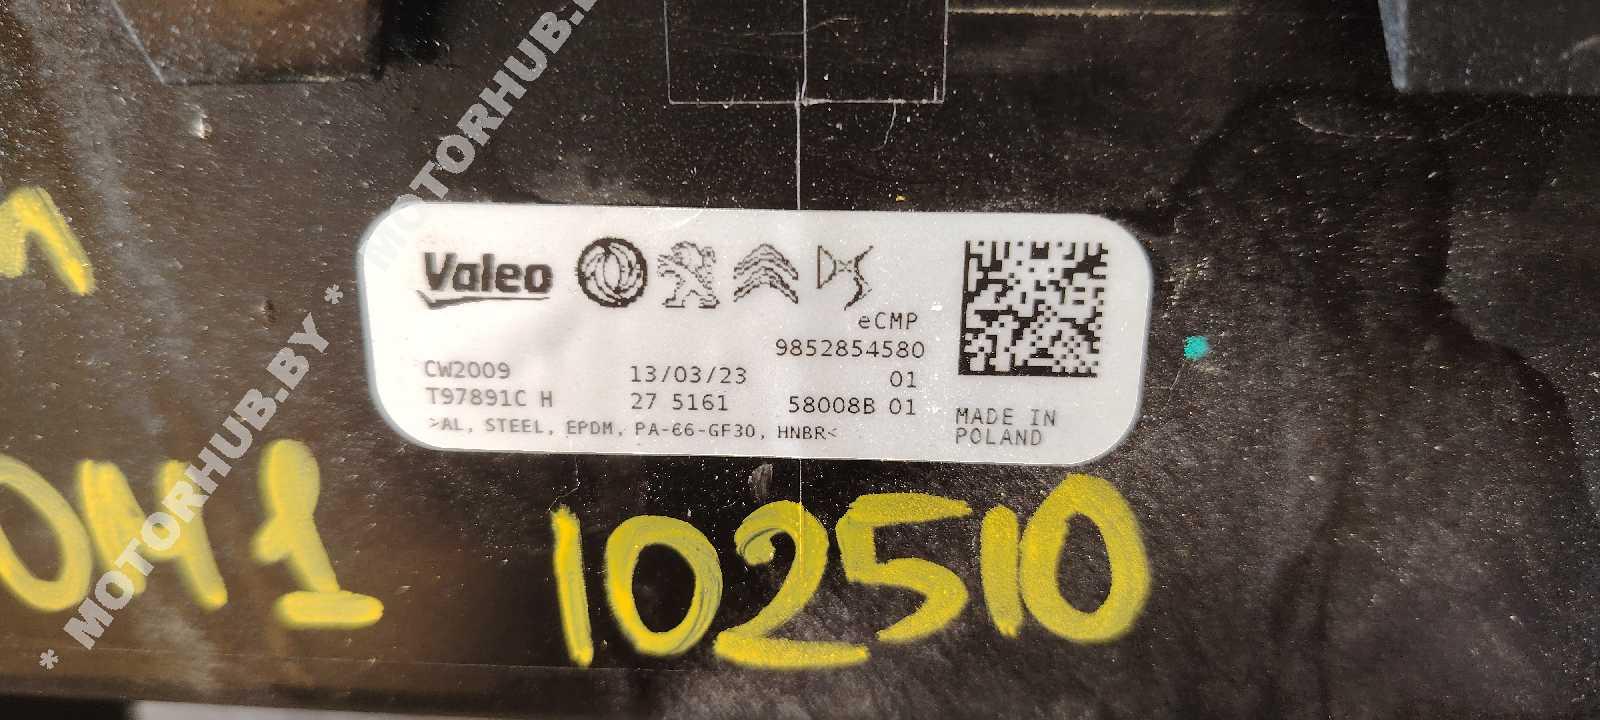 Valeo
eCMP
9852854580
CW2009 13/03/23 01
T97891C H 27 5161 58008B 01
>AL, STEEL, EPDM, PA-66-GF30, HNBR<
MADE IN
POLAND
102510
* MOTORHUB.BY *
MOTORHUB.B